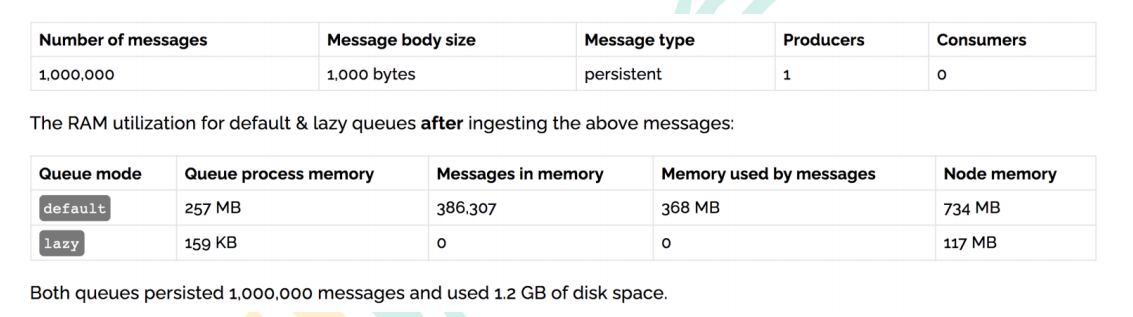 Number of messages Message body size Message type Producers Consumers
1,000,000 1,000 bytes persistent 1 0
The RAM utilization for default & lazy queues after ingesting the above messages:
Queue mode Queue process memory Messages in memory Memory used by messages Node memory
default 257 MB 386,307 368 MB 734 MB
lazy 159 KB 0 0 117 MB
Both queues persisted 1,000,000 messages and used 1.2 GB of disk space.